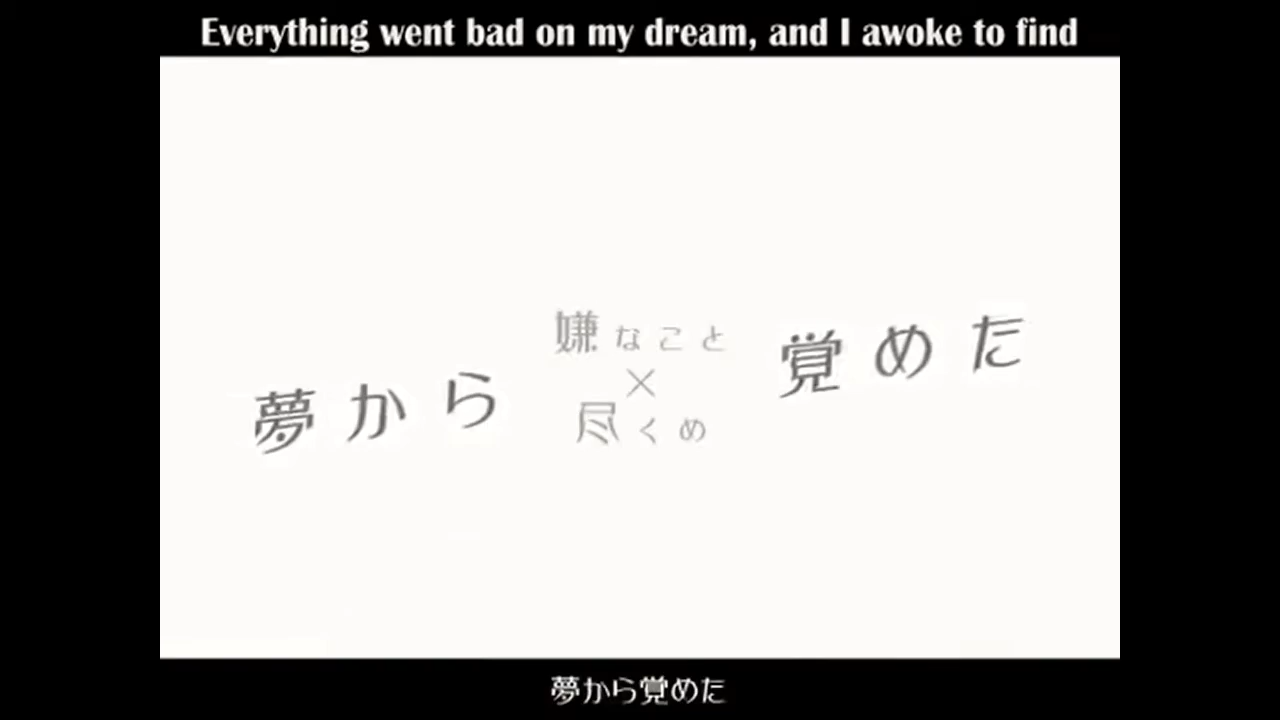 Everything went bad on my dream, and I awoke to find
嫌なこと
×
尽くめ
夢から
覚めた
夢から覚めた